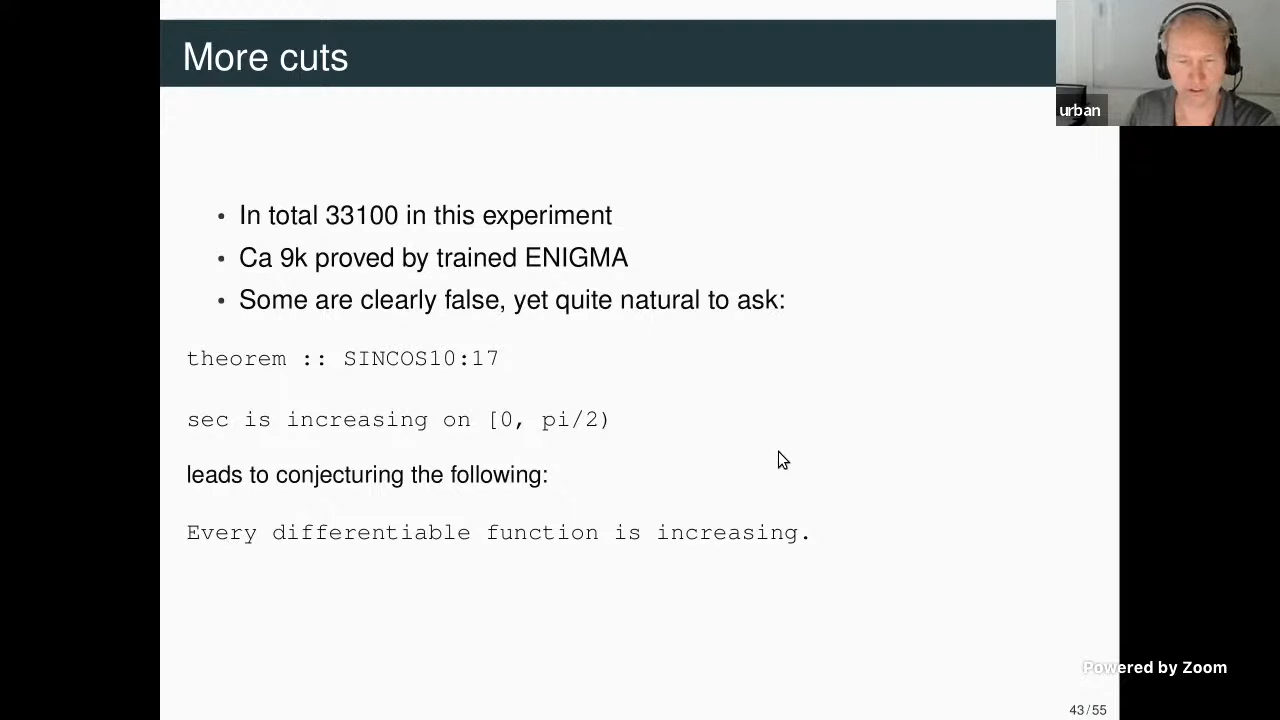 More cuts
urban
• In total 33100 in this experiment
• Ca 9k proved by trained ENIGMA
• Some are clearly false, yet quite natural to ask:
theorem :: SINCOS10:17
sec is increasing on [0, pi/2)
leads to conjecturing the following:
Every differentiable function is increasing.
Powered by Zoom
43/55